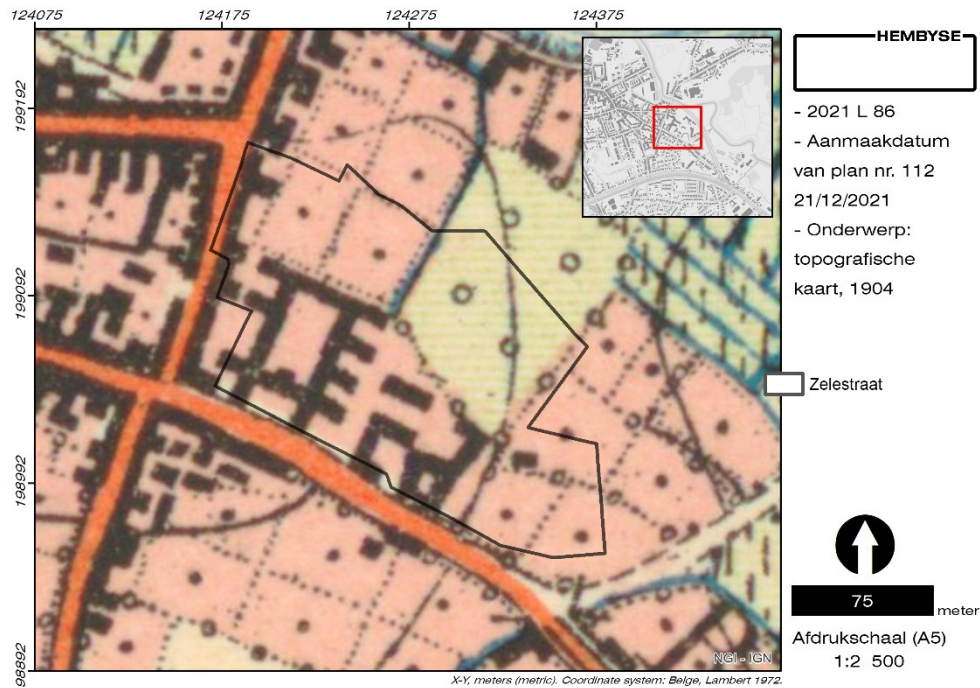 124075
124175
124275
124375
199192
199092
198992
198892
NGI - IGN
X-Y, meters (metric). Coordinate system: Belge, Lambert 1972.
HEMBYSE
- 2021 L 86
- Aanmaakdatum
van plan nr. 112
21/12/2021
- Onderwerp:
topografische
kaart, 1904
Zelestraat
75
meter
Afdrukschaal (A5)
1:2 500